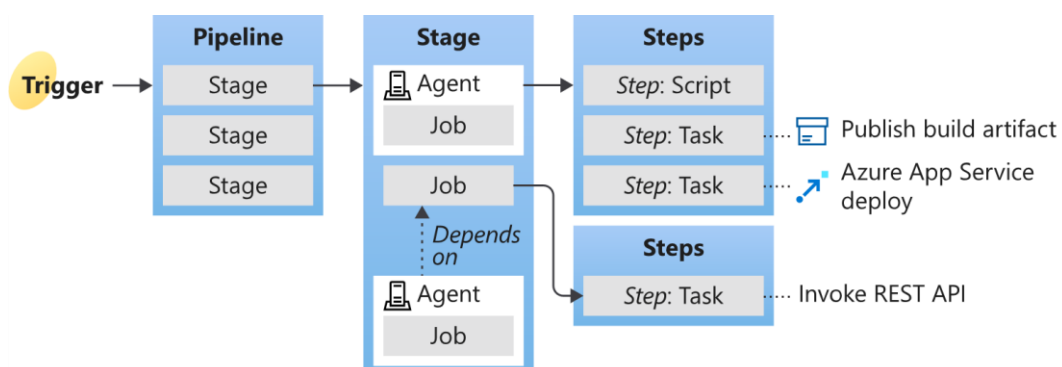 Trigger
Pipeline
Stage
Stage
Stage
Stage
Agent
Job
Job
Depends
on
Agent
Job
Steps
Step: Script
Step: Task
Publish build artifact
Step: Task
Azure App Service
deploy
Steps
Step: Task
Invoke REST API